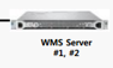 WMS Server
#1, #2